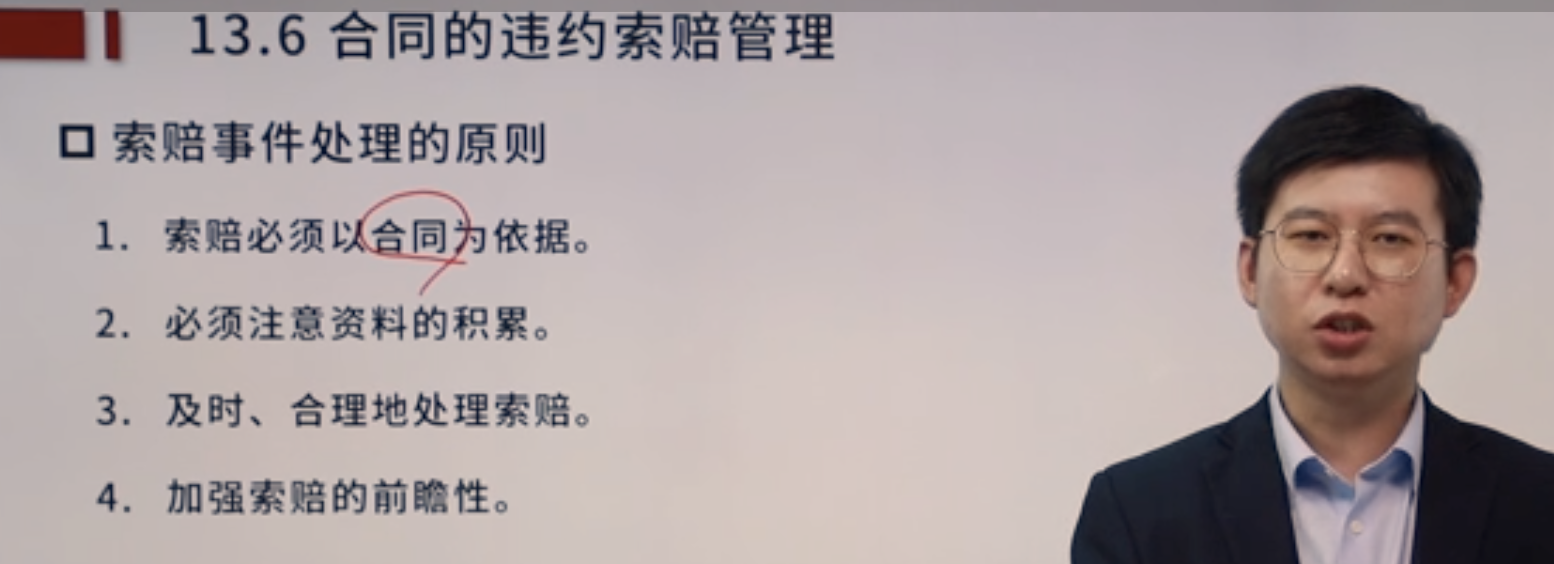 13.6 合同的违约索赔管理
索赔事件处理的原则
1. 索赔必须以合同为依据。
2. 必须注意资料的积累。
3. 及时、合理地处理索赔。
4. 加强索赔的前瞻性。